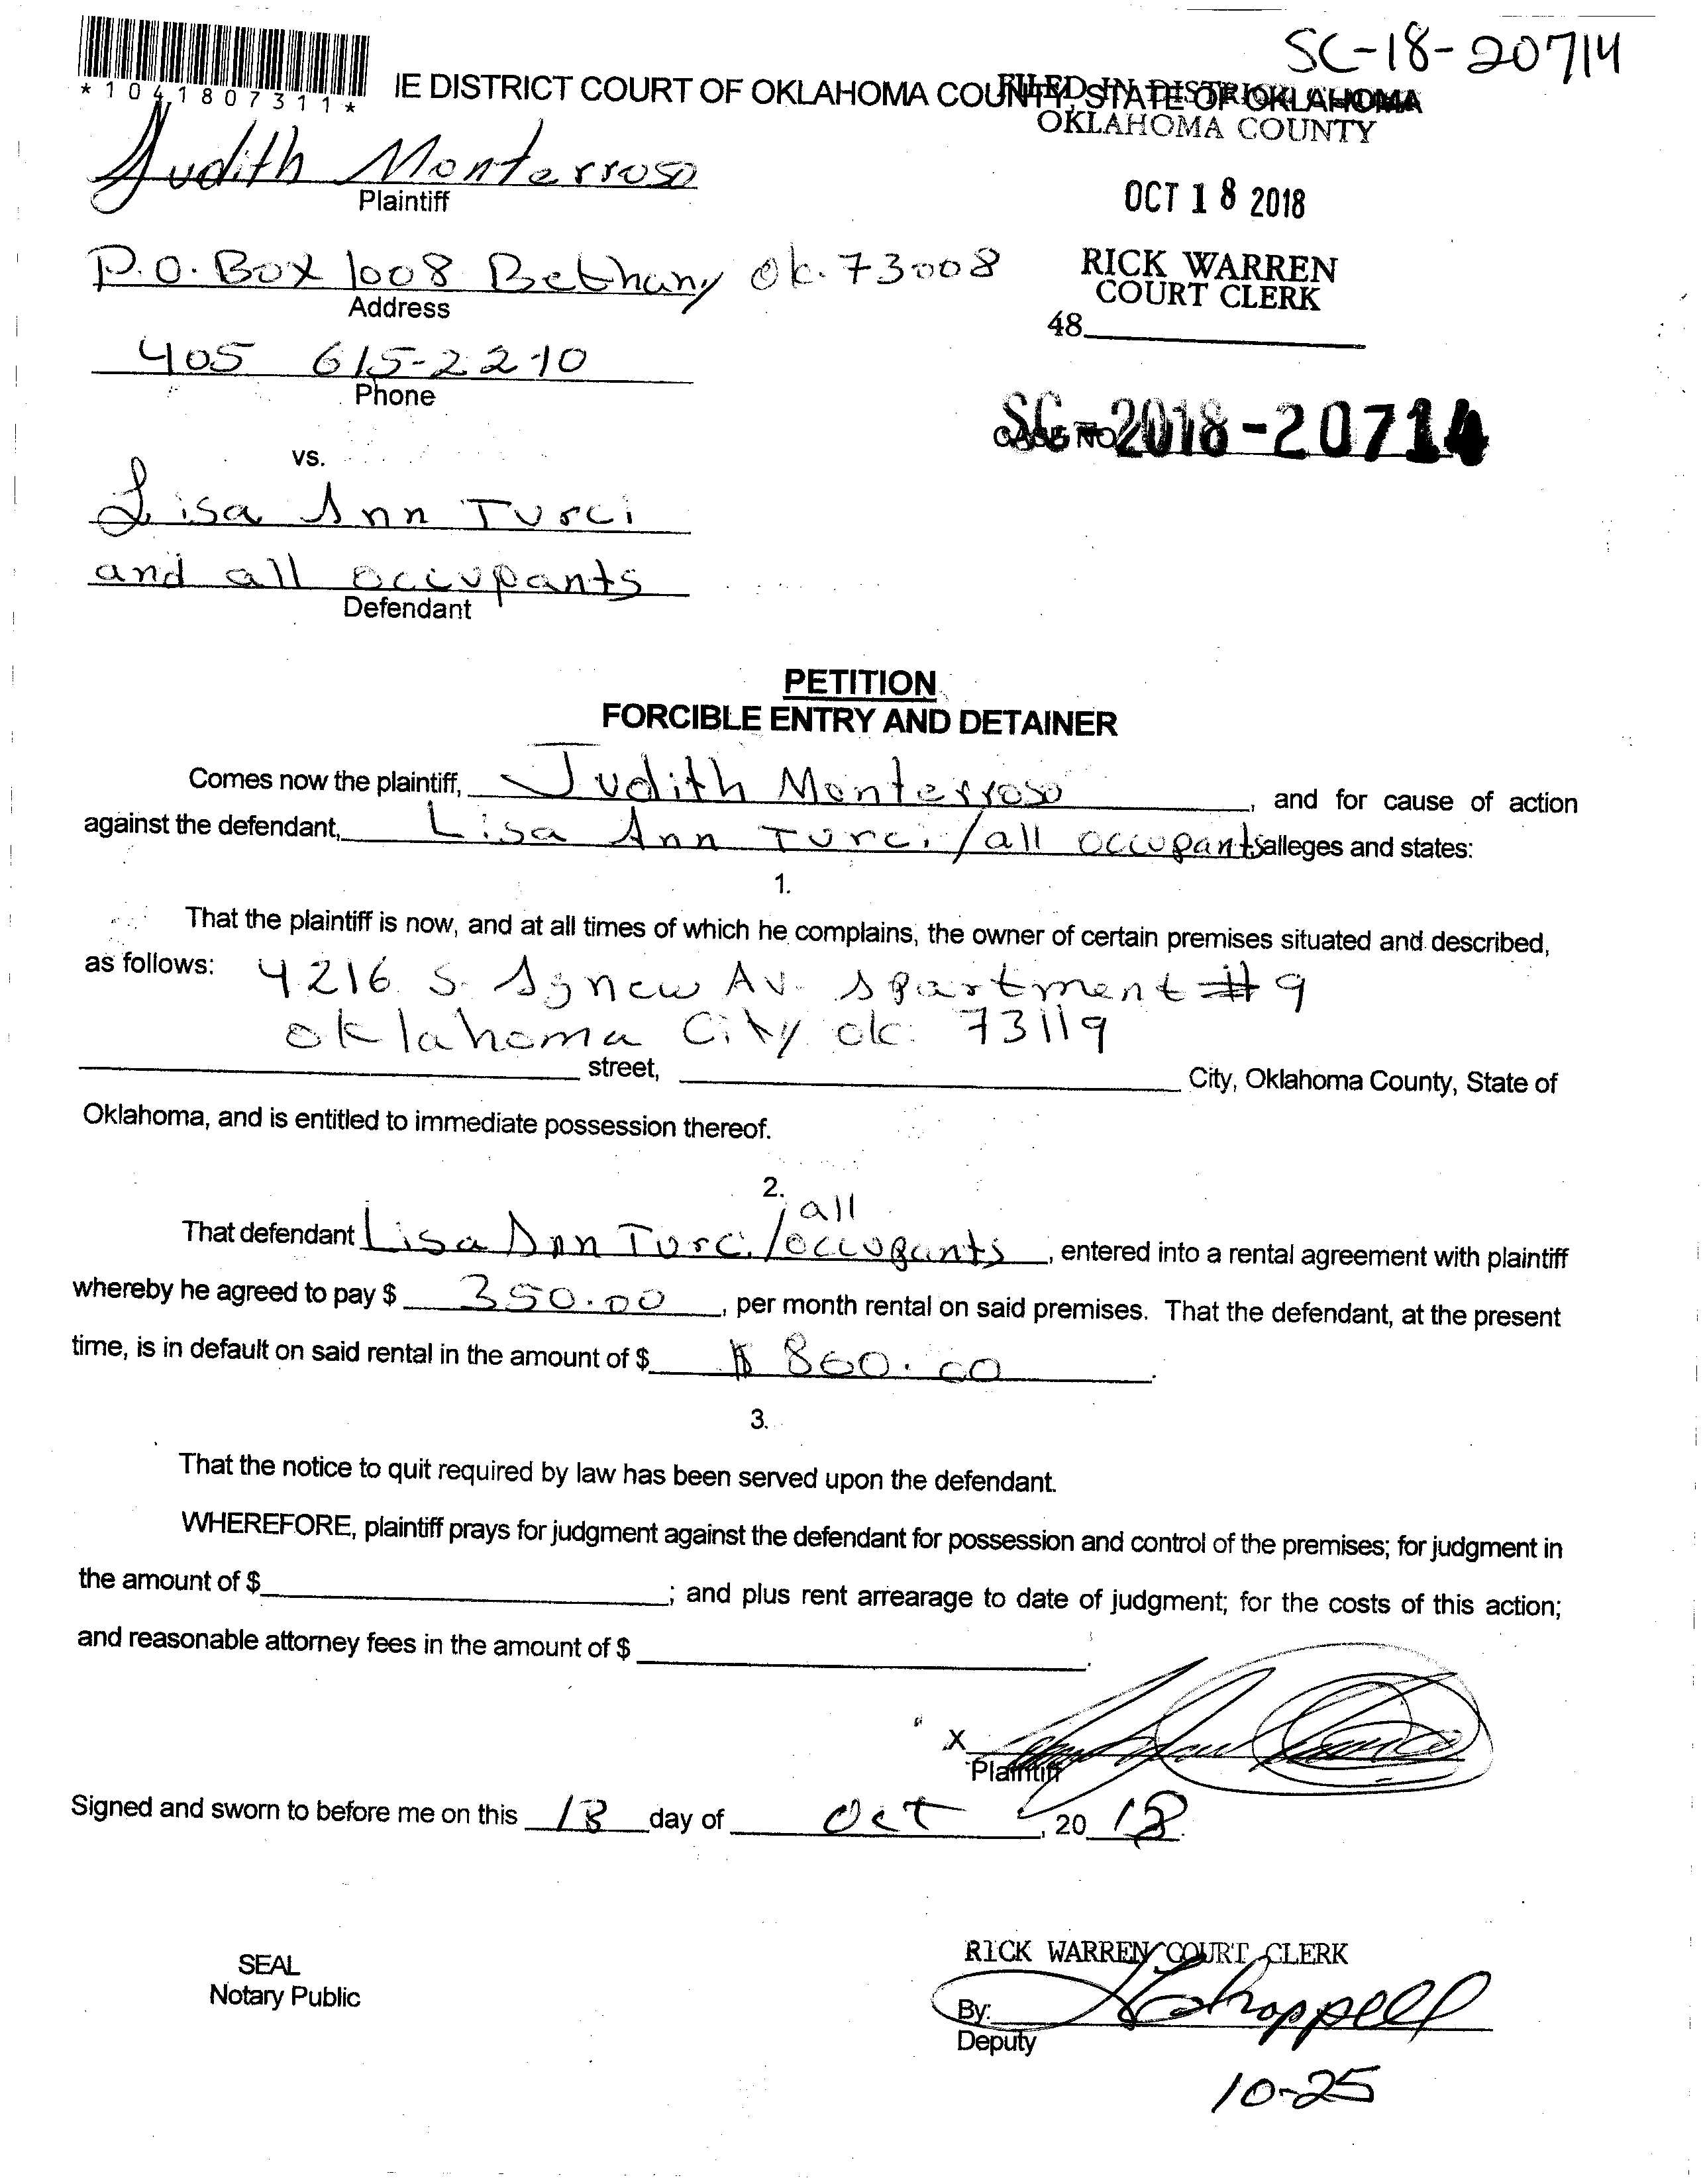 SC-18-20714
*1041807311*
IE DISTRICT COURT OF OKLAHOMA COUNTY, STATE OF OKLAHOMA
FILED IN DISTRICT
OKLAHOMA COUNTY
Judith Monterroso
Plaintiff
OCT 18 2018
P.O. Box 1008 Bethany Ok. 73008
Address
RICK WARREN
COURT CLERK
48
405 615-2210
Phone
CASE NO. SC-2018-20714
vs.
Lisa Ann Turci
and all occupants
Defendant
PETITION
FORCIBLE ENTRY AND DETAINER
Comes now the plaintiff, Judith Monterroso, and for cause of action
against the defendant, Lisa Ann Turci/all occupants alleges and states:
1.
That the plaintiff is now, and at all times of which he complains, the owner of certain premises situated and described,
as follows: 4216 S. Agnew Av. Apartment #9
oklahoma City ok. 73119
street, City, Oklahoma County, State of
Oklahoma, and is entitled to immediate possession thereof.
2.
That defendant Lisa Ann Turci/all occupants, entered into a rental agreement with plaintiff
whereby he agreed to pay $ 350.00, per month rental on said premises. That the defendant, at the present
time, is in default on said rental in the amount of $ $ 860.00.
3.
That the notice to quit required by law has been served upon the defendant.
WHEREFORE, plaintiff prays for judgment against the defendant for possession and control of the premises; for judgment in
the amount of $ ; and plus rent arrearage to date of judgment; for the costs of this action;
and reasonable attorney fees in the amount of $ .
X
Plaintiff
Signed and sworn to before me on this 18 day of Oct, 20 18.
RICK WARREN COURT CLERK
SEAL
Notary Public
By: Chappell
Deputy
10-25